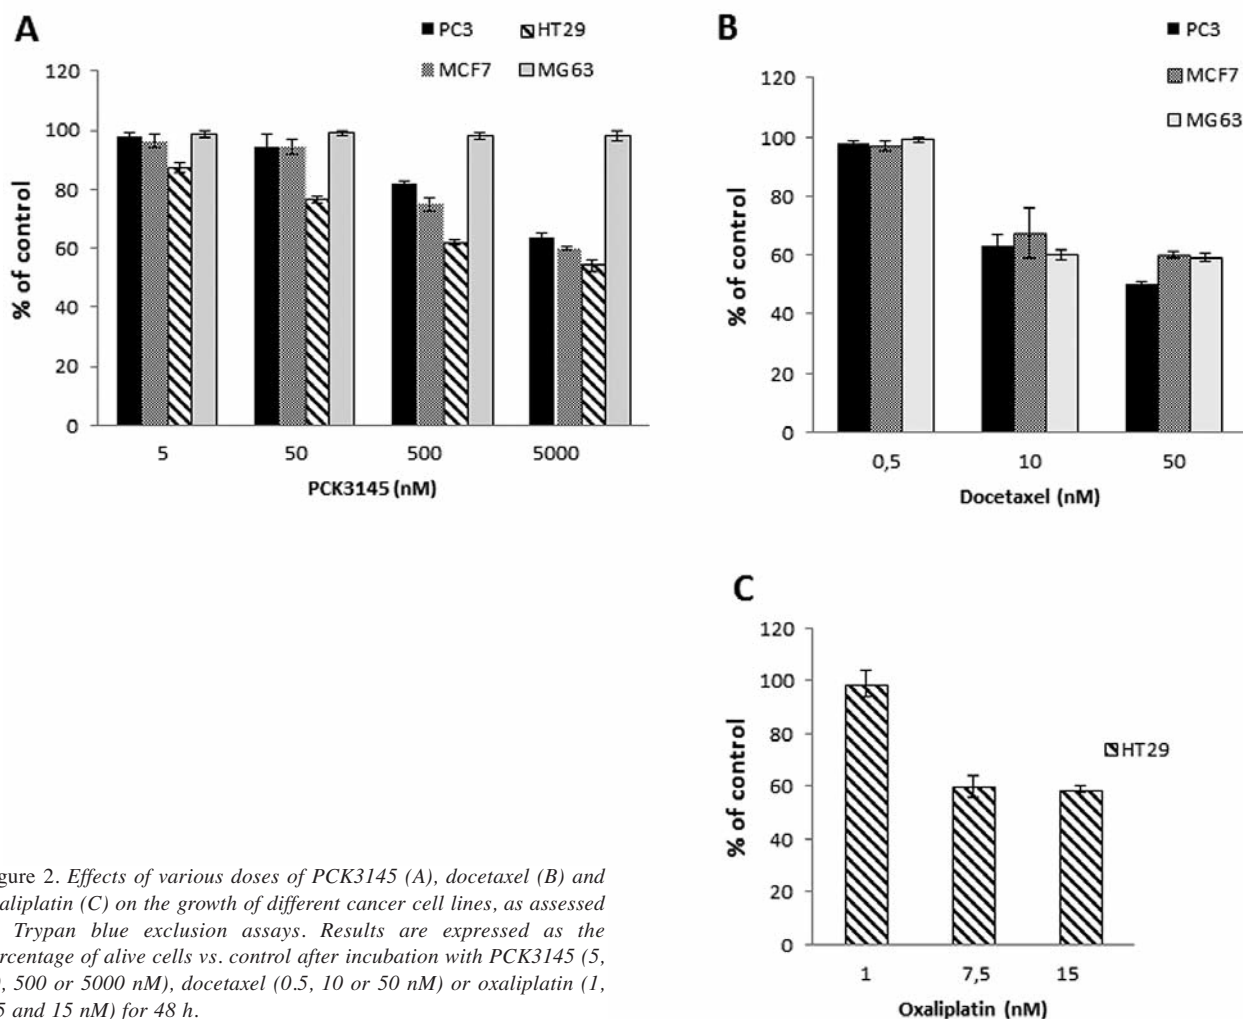 A
PC3
HT29
MCF7
MG63
120
100
80
60
40
20
0
% of control
5
50
500
5000
PCK3145 (nM)
B
PC3
MCF7
MG63
120
100
80
60
40
20
0
% of control
0,5
10
50
Docetaxel (nM)
C
120
100
80
60
40
20
0
% of control
HT29
1
7,5
15
Oxaliplatin (nM)
gure 2. Effects of various doses of PCK3145 (A), docetaxel (B) and
aliplatin (C) on the growth of different cancer cell lines, as assessed
Trypan blue exclusion assays. Results are expressed as the
rcentage of alive cells vs. control after incubation with PCK3145 (5,
), 500 or 5000 nM), docetaxel (0.5, 10 or 50 nM) or oxaliplatin (1,
5 and 15 nM) for 48 h.